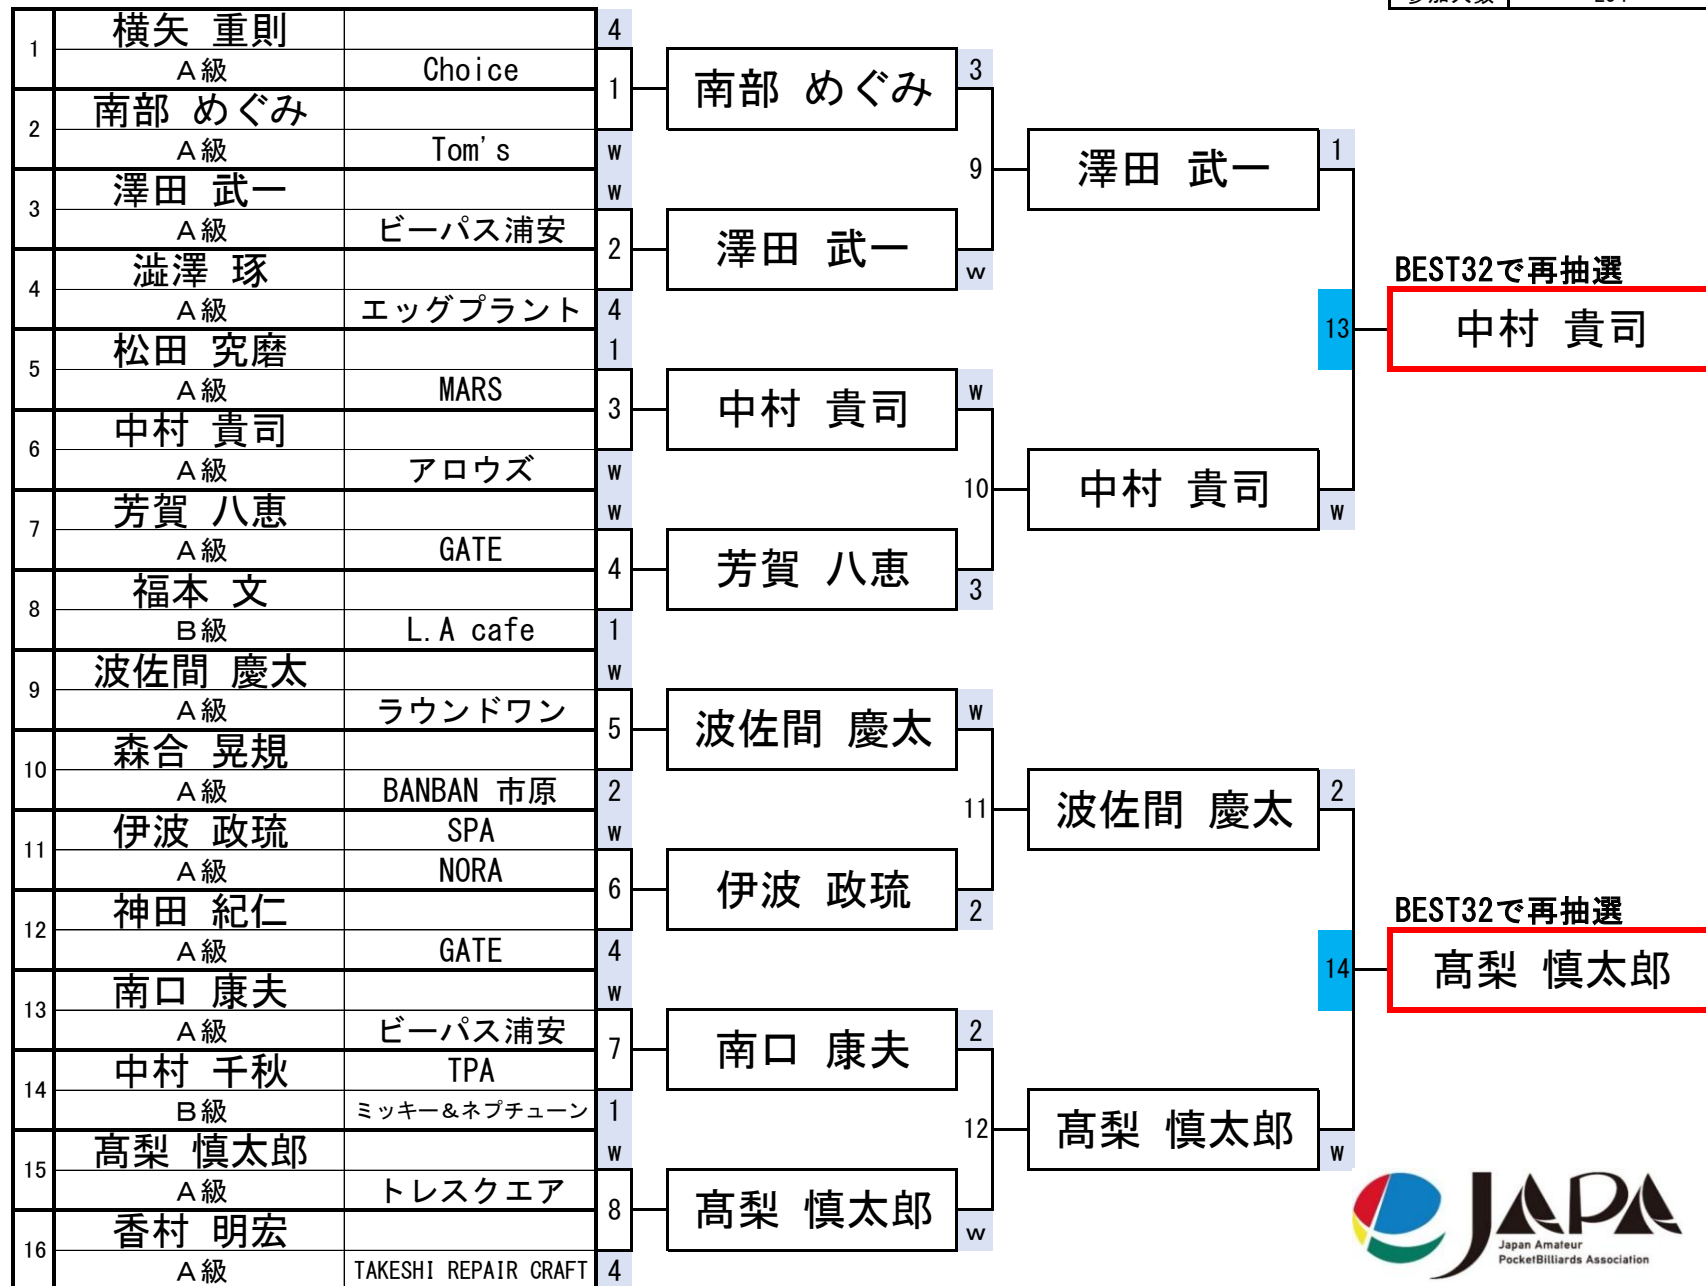 参加人数
横矢 重則 4
1
A級 Choice
1 南部 めぐみ 3
南部 めぐみ
2
A級 Tom's w
9 澤田 武一 1
澤田 武一 w
3
A級 ビーパス浦安
2 澤田 武一 w
澁澤 琢
4
A級 エッグプラント 4
BEST32で再抽選
13 中村 貴司
松田 究磨 1
5
A級 MARS
3 中村 貴司 w
中村 貴司
6
A級 アロウズ w
10 中村 貴司 w
芳賀 八恵 w
7
A級 GATE
4 芳賀 八恵 3
福本 文
8
B級 L.A cafe 1
波佐間 慶太 w
9
A級 ラウンドワン
5 波佐間 慶太 w
森合 晃規
10
A級 BANBAN 市原 2
11 波佐間 慶太 2
伊波 政琉 SPA w
11
A級 NORA
6 伊波 政琉 2
神田 紀仁
12
A級 GATE 4
BEST32で再抽選
14 髙梨 慎太郎
南口 康夫 w
13
A級 ビーパス浦安
7 南口 康夫 2
中村 千秋 TPA
14
B級 ミッキー&ネプチューン 1
12 髙梨 慎太郎 w
髙梨 慎太郎 w
15
A級 トレスクエア
8 髙梨 慎太郎 w
香村 明宏
16
A級 TAKESHI REPAIR CRAFT 4
JAPA
Japan Amateur
PocketBilliards Association